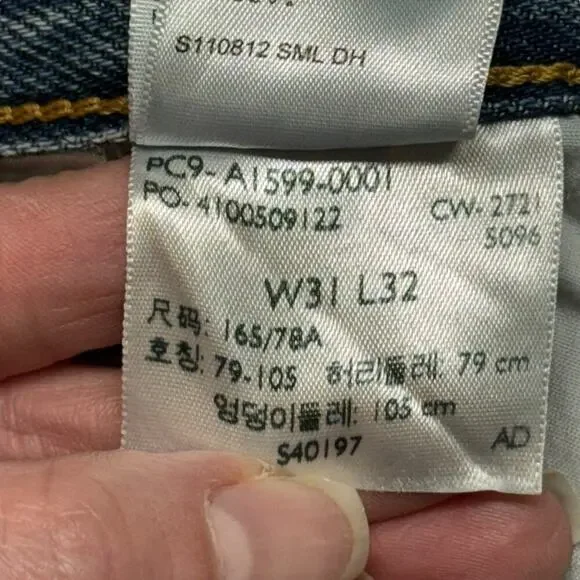 S110812 SML DH
PC9-A1599-0001
PO-4100509122 CW-2721
5096
W31 L32
尺码: 165/78A
호칭: 79-105 허리둘레: 79 cm
엉덩이둘레: 105 cm
S40197 AD